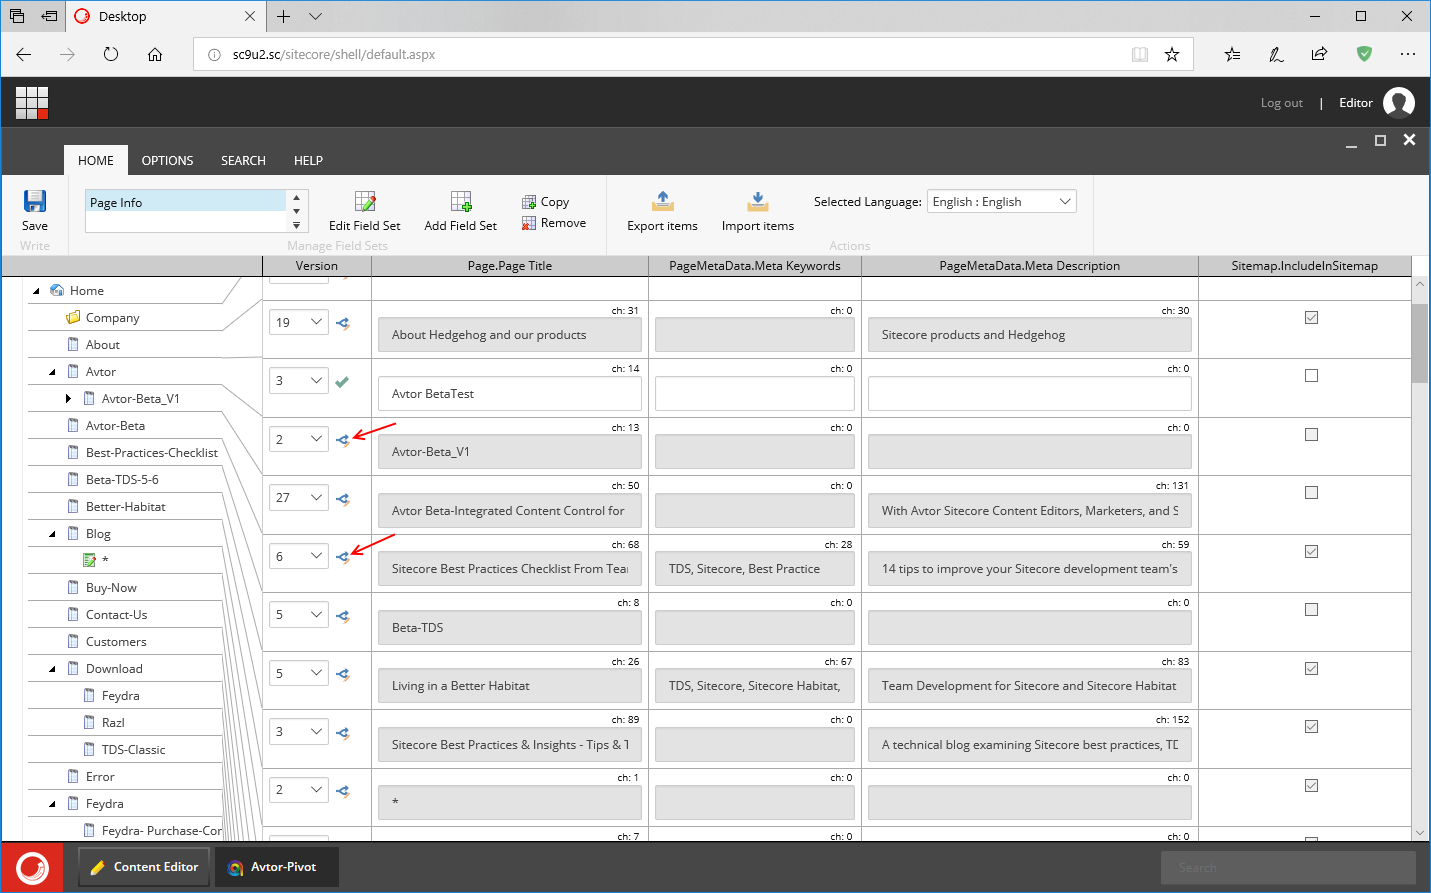 Desktop
sc9u2.sc/sitecore/shell/default.aspx
Log out | Editor
HOME OPTIONS SEARCH HELP
Save
Write
Page Info
Edit Field Set
Add Field Set
Copy
Remove
Manage Field Sets
Export items
Import items
Selected Language: English : English
Actions
Version Page.Page Title PageMetaData.Meta Keywords PageMetaData.Meta Description Sitemap.IncludeInSitemap
Home
Company
About
Avtor
Avtor-Beta_V1
Avtor-Beta
Best-Practices-Checklist
Beta-TDS-5-6
Better-Habitat
Blog
*
Buy-Now
Contact-Us
Customers
Download
Feydra
Razl
TDS-Classic
Error
Feydra
Feydra- Purchase-Cor
ch: 31 ch: 0 ch: 30
19 About Hedgehog and our products Sitecore products and Hedgehog
ch: 14 ch: 0 ch: 0
3 Avtor BetaTest
ch: 13 ch: 0 ch: 0
2 Avtor-Beta_V1
ch: 50 ch: 0 ch: 131
27 Avtor Beta-Integrated Content Control for With Avtor Sitecore Content Editors, Marketers, and S
ch: 68 ch: 28 ch: 59
6 Sitecore Best Practices Checklist From Tear TDS, Sitecore, Best Practice 14 tips to improve your Sitecore development team's
ch: 8 ch: 0 ch: 0
5 Beta-TDS
ch: 26 ch: 67 ch: 83
5 Living in a Better Habitat TDS, Sitecore, Sitecore Habitat, Team Development for Sitecore and Sitecore Habitat
ch: 89 ch: 0 ch: 152
3 Sitecore Best Practices & Insights - Tips & T A technical blog examining Sitecore best practices, TD
ch: 1 ch: 0 ch: 0
2 *
ch: 7 ch: 0 ch: 0
Content Editor Avtor-Pivot Search